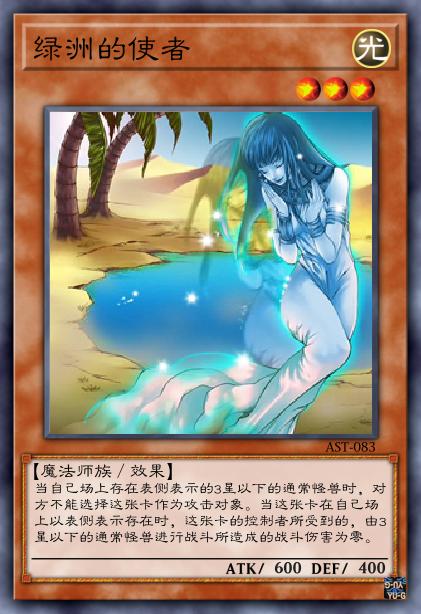 绿洲的使者
光
AST-083
【魔法师族／效果】
当自己场上存在表侧表示的3星以下的通常怪兽时，对
方不能选择这张卡作为攻击对象。当这张卡在自己场
上以表侧表示存在时，这张卡的控制者所受到的，由3
星以下的通常怪兽进行战斗所造成的战斗伤害为零。
ATK/ 600 DEF/ 400